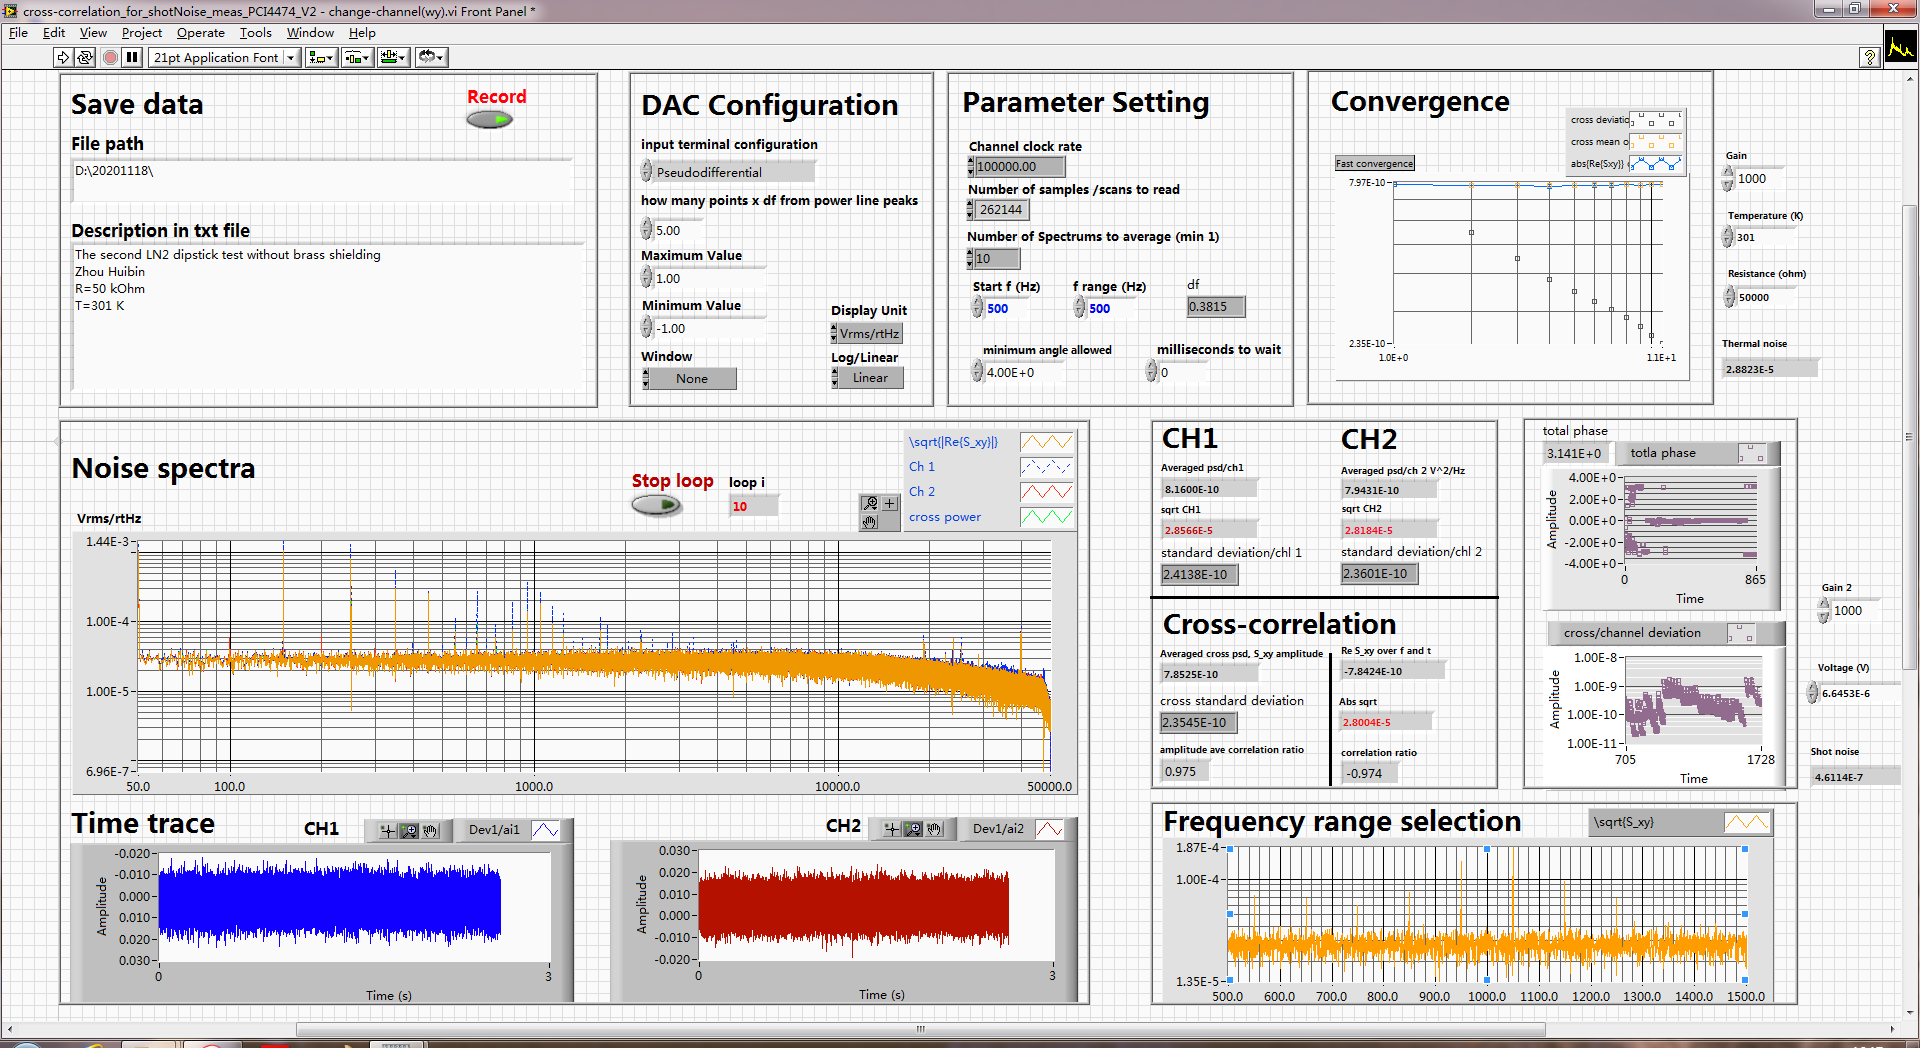 cross-correlation_for_shotNoise_meas_PCI4474_V2 - change-channel(wy).vi Front Panel *
File Edit View Project Operate Tools Window Help
21pt Application Font
Save data
Record
File path
D:\20201118\
Description in txt file
The second LN2 dipstick test without brass shielding
Zhou Huibin
R=50 kOhm
T=301 K
DAC Configuration
input terminal configuration
Pseudodifferential
how many points x df from power line peaks
5.00
Maximum Value
1.00
Minimum Value
-1.00
Display Unit
Vrms/rtHz
Window
None
Log/Linear
Linear
Parameter Setting
Channel clock rate
100000.00
Number of samples /scans to read
262144
Number of Spectrums to average (min 1)
10
Start f (Hz)
500
f range (Hz)
500
df
0.3815
minimum angle allowed
4.00E+0
milliseconds to wait
0
Convergence
cross deviatio
cross mean o
abs{Re{Sxy}}
Fast convergence
7.97E-10
2.35E-10
1.0E+0
1.1E+1
Gain
1000
Temperature (K)
301
Resistance (ohm)
50000
Thermal noise
2.8823E-5
Noise spectra
Stop loop
loop i
10
\sqrt{|Re{S_xy}|}
Ch 1
Ch 2
cross power
Vrms/rtHz
1.44E-3
1.00E-4
1.00E-5
6.96E-7
50.0
100.0
1000.0
10000.0
50000.0
CH1
Averaged psd/ch1
8.1600E-10
sqrt CH1
2.8566E-5
standard deviation/chl 1
2.4138E-10
CH2
Averaged psd/ch 2 V^2/Hz
7.9431E-10
sqrt CH2
2.8184E-5
standard deviation/chl 2
2.3601E-10
Cross-correlation
Averaged cross psd, S_xy amplitude
7.8525E-10
cross standard deviation
2.3545E-10
amplitude ave correlation ratio
0.975
Re S_xy over f and t
-7.8424E-10
Abs sqrt
2.8004E-5
correlation ratio
-0.974
total phase
3.141E+0
totla phase
4.00E+0
2.00E+0
0.00E+0
-2.00E+0
-4.00E+0
Amplitude
0
865
Time
cross/channel deviation
1.00E-8
1.00E-9
1.00E-10
1.00E-11
Amplitude
705
1728
Time
Gain 2
1000
Voltage (V)
6.6453E-6
Shot noise
4.6114E-7
Time trace
CH1
Dev1/ai1
-0.020
-0.010
0.000
0.010
0.020
0.030
Amplitude
0
3
Time (s)
CH2
Dev1/ai2
0.030
0.020
0.010
0.000
-0.010
-0.020
Amplitude
0
3
Time (s)
Frequency range selection
\sqrt{S_xy}
1.87E-4
1.00E-4
1.35E-5
500.0
600.0
700.0
800.0
900.0
1000.0
1100.0
1200.0
1300.0
1400.0
1500.0